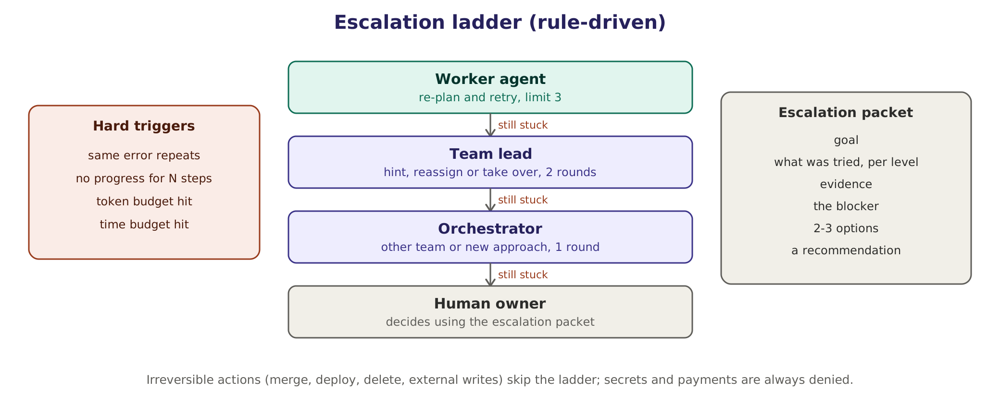 Escalation ladder (rule-driven)
Hard triggers
same error repeats
no progress for N steps
token budget hit
time budget hit
Worker agent
re-plan and retry, limit 3
still stuck
Team lead
hint, reassign or take over, 2 rounds
still stuck
Orchestrator
other team or new approach, 1 round
still stuck
Human owner
decides using the escalation packet
Escalation packet
goal
what was tried, per level
evidence
the blocker
2-3 options
a recommendation
Irreversible actions (merge, deploy, delete, external writes) skip the ladder; secrets and payments are always denied.